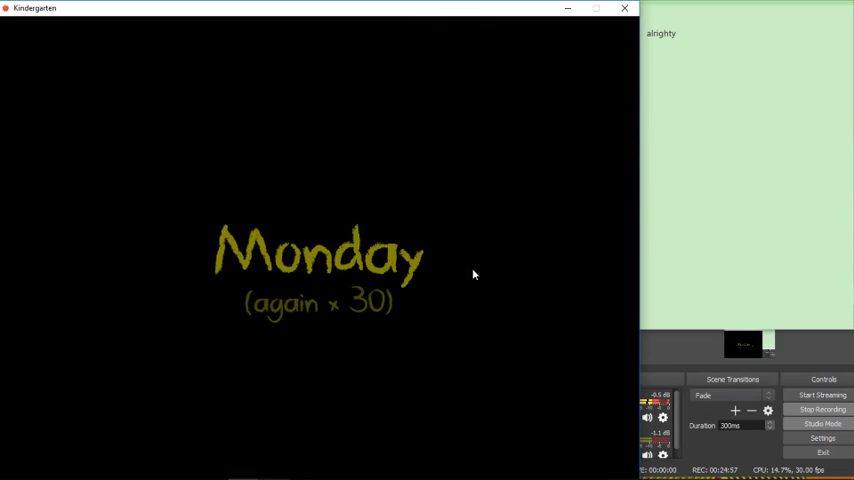 Kindergarten
alrighty
Monday
(again x 30)
Scene Transitions
Controls
Fade
Duration 300ms
-0.5 dB
-1.1 dB
Start Streaming
Stop Recording
Studio Mode
Settings
Exit
REC: 00:24:57
CPU: 14.7%, 30.00 fps